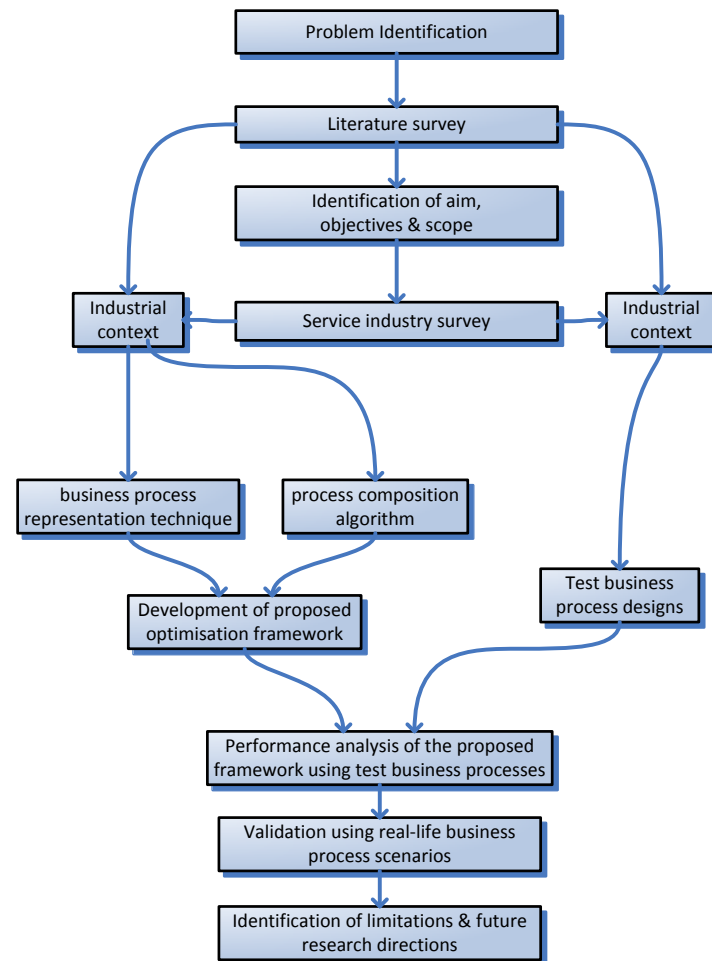 Problem Identification
Literature survey
Identification of aim,
objectives & scope
Industrial
context
Service industry survey
Industrial
context
business process
representation technique
process composition
algorithm
Test business
process designs
Development of proposed
optimisation framework
Performance analysis of the proposed
framework using test business processes
Validation using real-life business
process scenarios
Identification of limitations & future
research directions